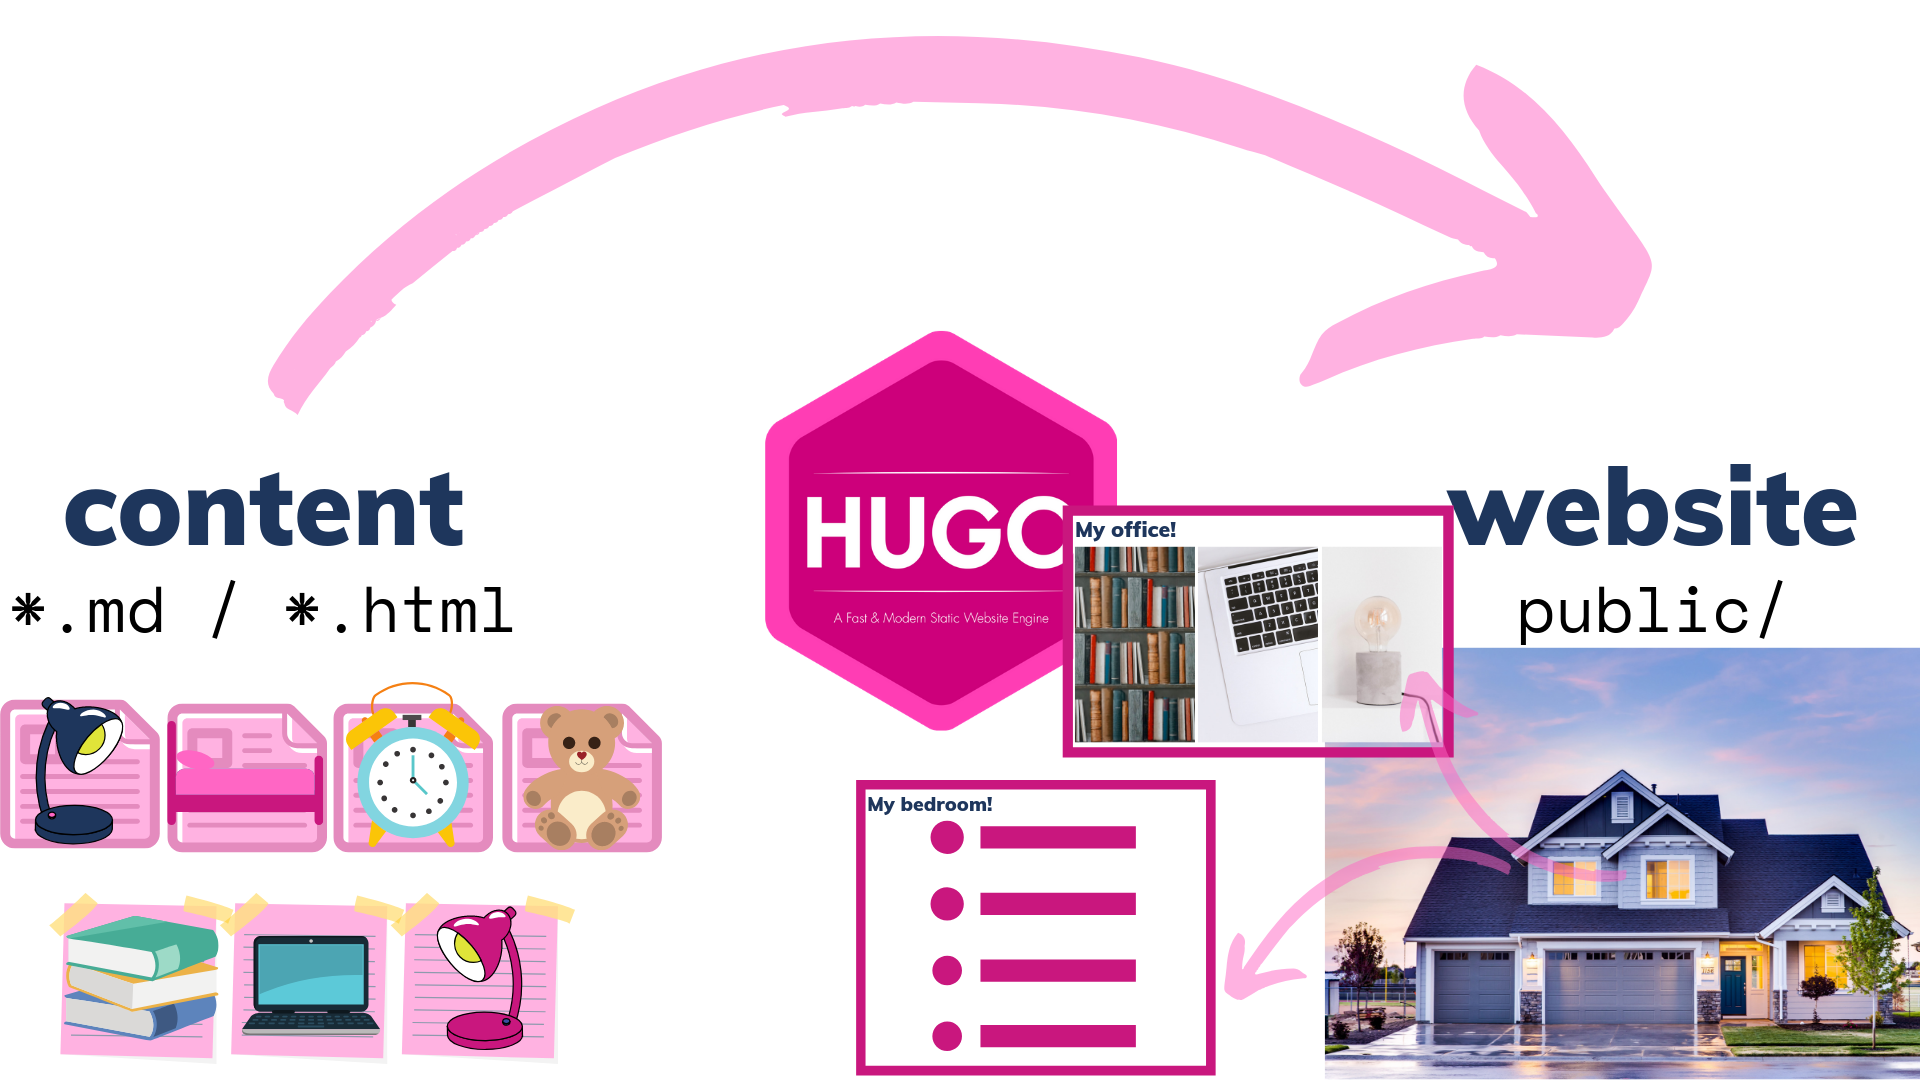 content
*.md / *.html
HUGO
A Fast & Modern Static Website Engine
My office!
My bedroom!
website
public/